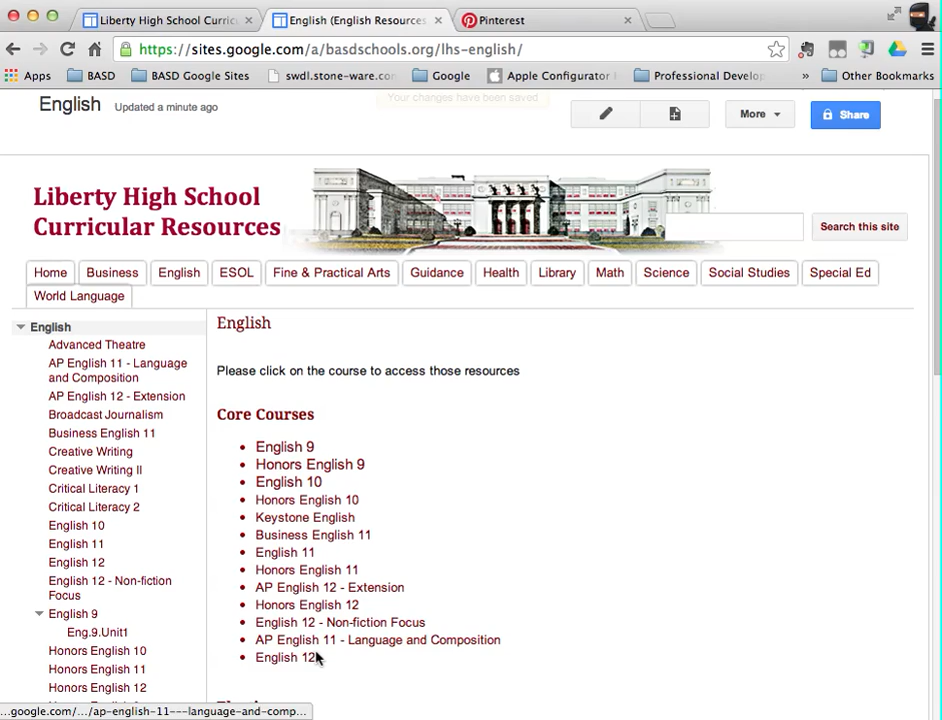 Liberty High School Curric
English (English Resources
Pinterest
https://sites.google.com/a/basdschools.org/lhs-english/
Apps
BASD
BASD Google Sites
swdl.stone-ware.con
Google
Apple Configurator
Professional Develop
»
Other Bookmarks
English
Updated a minute ago
Your changes have been saved
More
Share
Liberty High School
Curricular Resources
Search this site
Home
Business
English
ESOL
Fine & Practical Arts
Guidance
Health
Library
Math
Science
Social Studies
Special Ed
World Language
English
Advanced Theatre
AP English 11 - Language
and Composition
AP English 12 - Extension
Broadcast Journalism
Business English 11
Creative Writing
Creative Writing II
Critical Literacy 1
Critical Literacy 2
English 10
English 11
English 12
English 12 - Non-fiction
Focus
English 9
Eng.9.Unit1
Honors English 10
Honors English 11
Honors English 12
English
Please click on the course to access those resources
Core Courses
• English 9
• Honors English 9
• English 10
• Honors English 10
• Keystone English
• Business English 11
• English 11
• Honors English 11
• AP English 12 - Extension
• Honors English 12
• English 12 - Non-fiction Focus
• AP English 11 - Language and Composition
• English 12
..google.com/.../ap-english-11---language-and-comp...